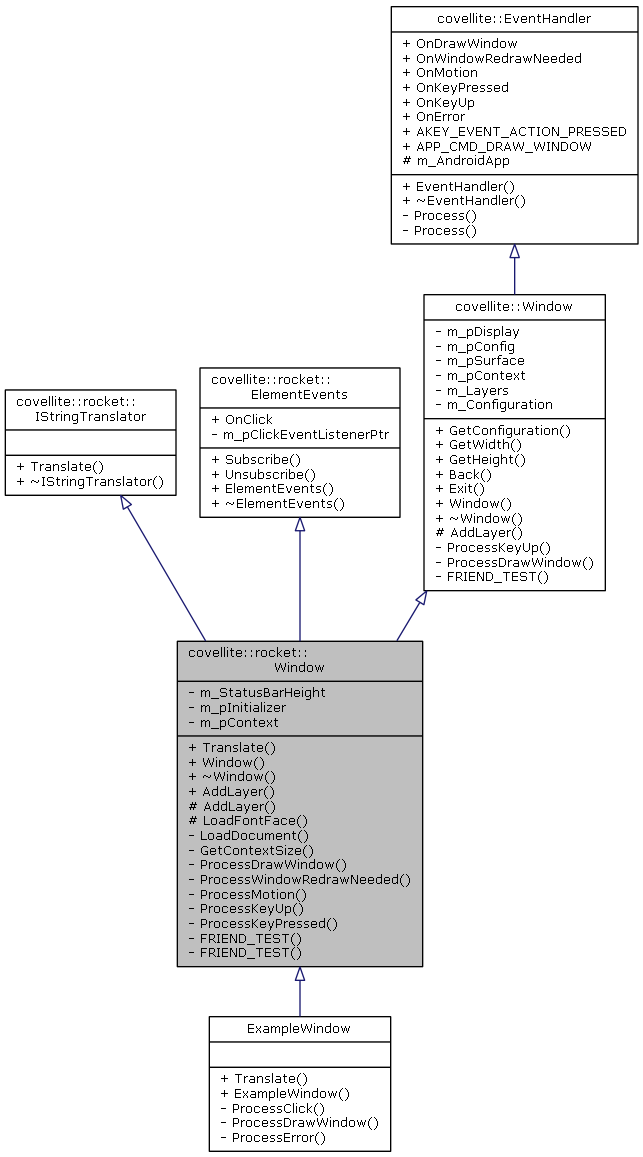 covellite::EventHandler
+ OnDrawWindow
+ OnWindowRedrawNeeded
+ OnMotion
+ OnKeyPressed
+ OnKeyUp
+ OnError
+ AKEY_EVENT_ACTION_PRESSED
+ APP_CMD_DRAW_WINDOW
# m_AndroidApp
+ EventHandler()
+ ~EventHandler()
- Process()
- Process()
covellite::Window
- m_pDisplay
- m_pConfig
- m_pSurface
- m_pContext
- m_Layers
- m_Configuration
+ GetConfiguration()
+ GetWidth()
+ GetHeight()
+ Back()
+ Exit()
+ Window()
+ ~Window()
# AddLayer()
- ProcessKeyUp()
- ProcessDrawWindow()
- FRIEND_TEST()
covellite::rocket::
ElementEvents
+ OnClick
- m_pClickEventListenerPtr
+ Subscribe()
+ Unsubscribe()
+ ElementEvents()
+ ~ElementEvents()
covellite::rocket::
IStringTranslator
+ Translate()
+ ~IStringTranslator()
covellite::rocket::
Window
- m_StatusBarHeight
- m_pInitializer
- m_pContext
+ Translate()
+ Window()
+ ~Window()
+ AddLayer()
# AddLayer()
# LoadFontFace()
- LoadDocument()
- GetContextSize()
- ProcessDrawWindow()
- ProcessWindowRedrawNeeded()
- ProcessMotion()
- ProcessKeyUp()
- ProcessKeyPressed()
- FRIEND_TEST()
- FRIEND_TEST()
ExampleWindow
+ Translate()
+ ExampleWindow()
- ProcessClick()
- ProcessDrawWindow()
- ProcessError()